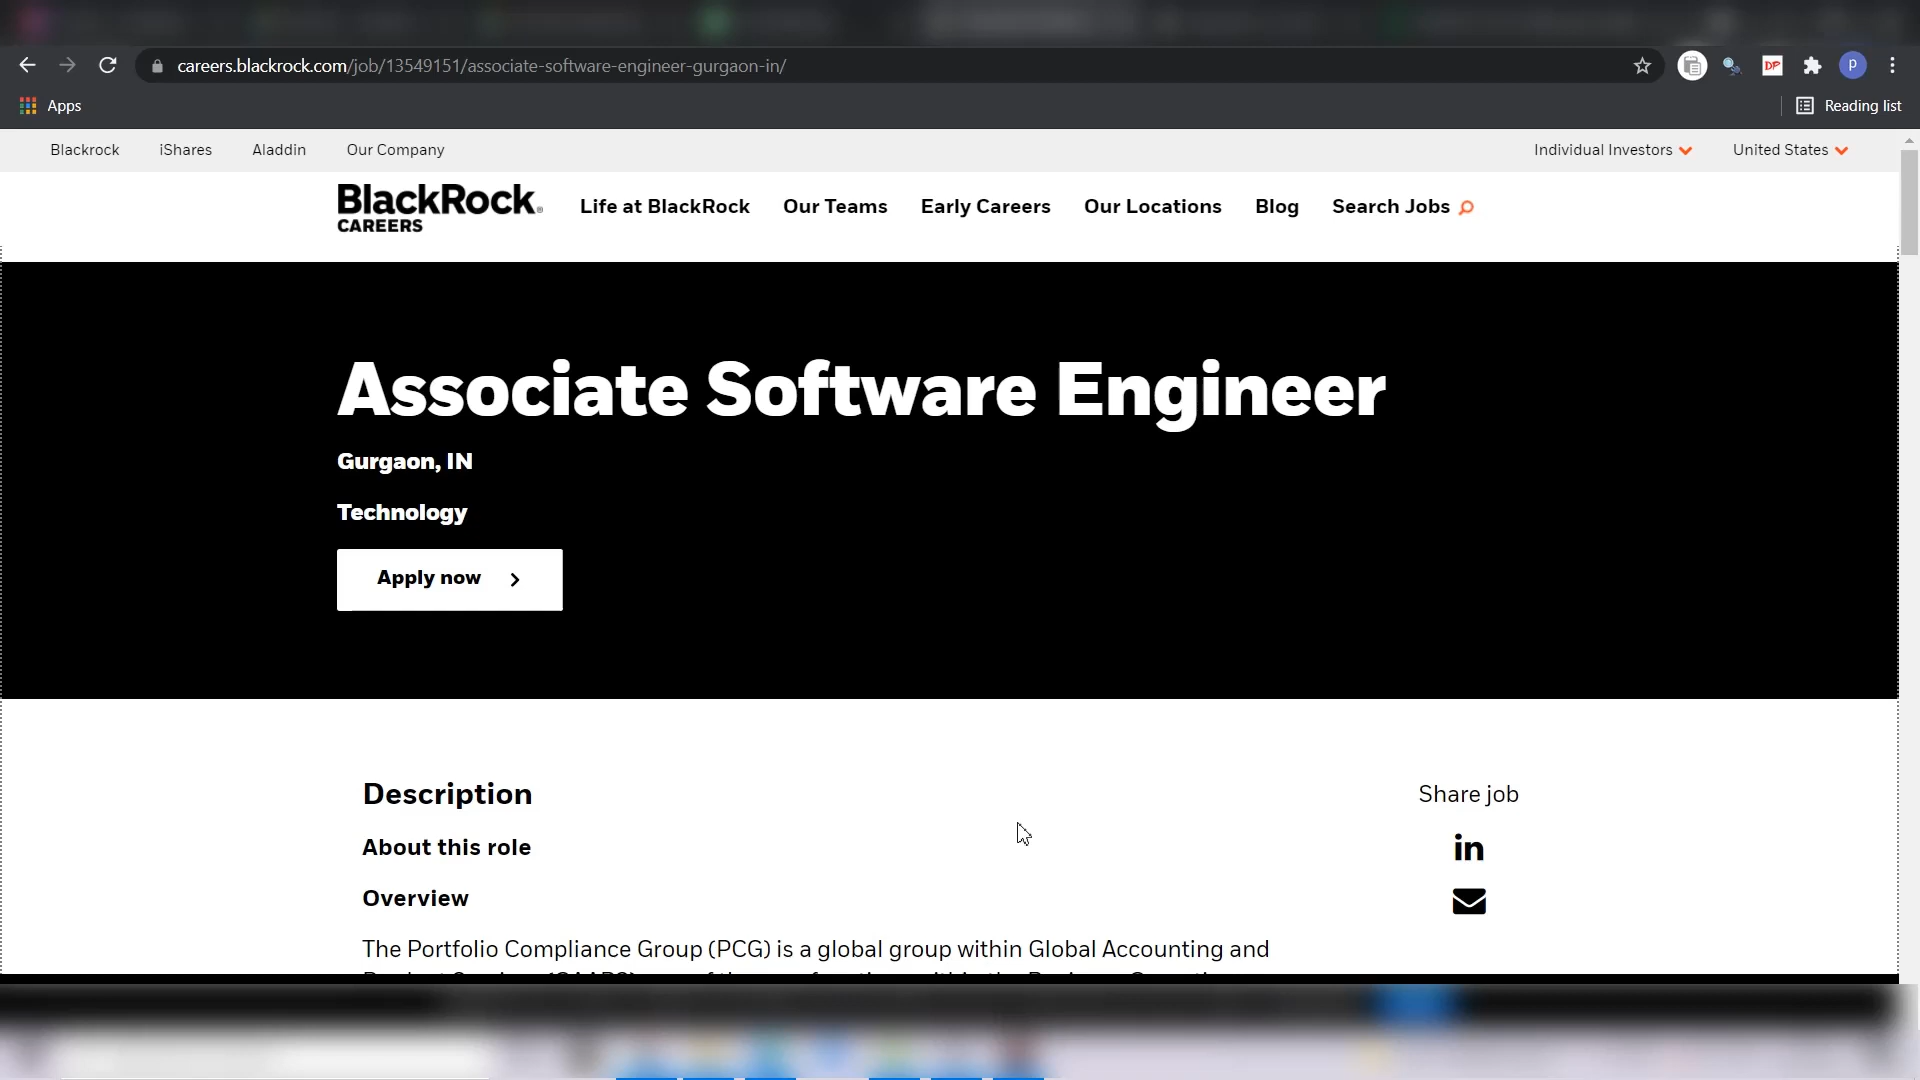 careers.blackrock.com/job/13549151/associate-software-engineer-gurgaon-in/
DP
P
Apps
Reading list
Blackrock iShares Aladdin Our Company Individual Investors United States
BlackRock®
CAREERS
Life at BlackRock Our Teams Early Careers Our Locations Blog Search Jobs
Associate Software Engineer
Gurgaon, IN
Technology
Apply now
Description
Share job
About this role
in
Overview
The Portfolio Compliance Group (PCG) is a global group within Global Accounting and